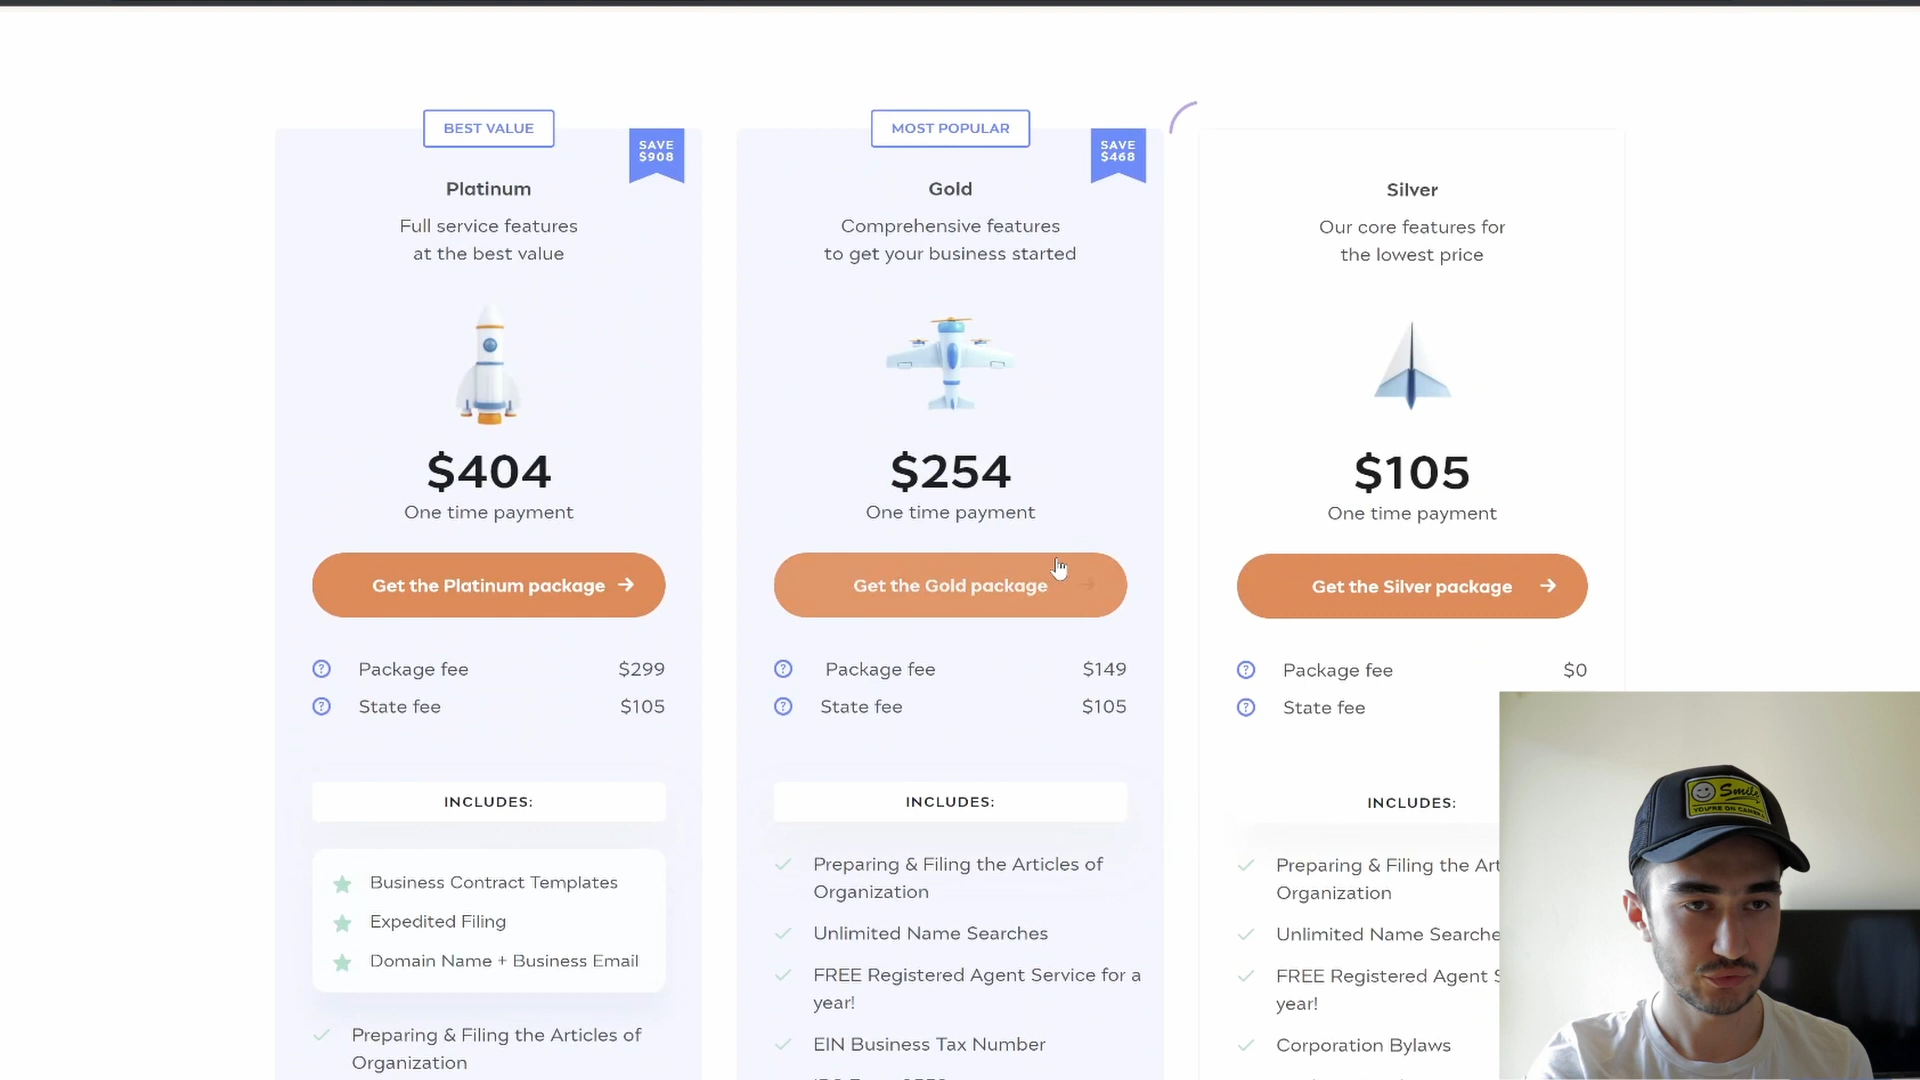 BEST VALUE
SAVE
$908
Platinum
Full service features
at the best value
$404
One time payment
Get the Platinum package
Package fee $299
State fee $105
INCLUDES:
Business Contract Templates
Expedited Filing
Domain Name + Business Email
Preparing & Filing the Articles of
Organization
MOST POPULAR
SAVE
$468
Gold
Comprehensive features
to get your business started
$254
One time payment
Get the Gold package
Package fee $149
State fee $105
INCLUDES:
Preparing & Filing the Articles of
Organization
Unlimited Name Searches
FREE Registered Agent Service for a
year!
EIN Business Tax Number
Silver
Our core features for
the lowest price
$105
One time payment
Get the Silver package
Package fee $0
State fee
INCLUDES:
Preparing & Filing the Art
Organization
Unlimited Name Searche
FREE Registered Agent S
year!
Corporation Bylaws
Smile
YOU'RE ON CAMERA